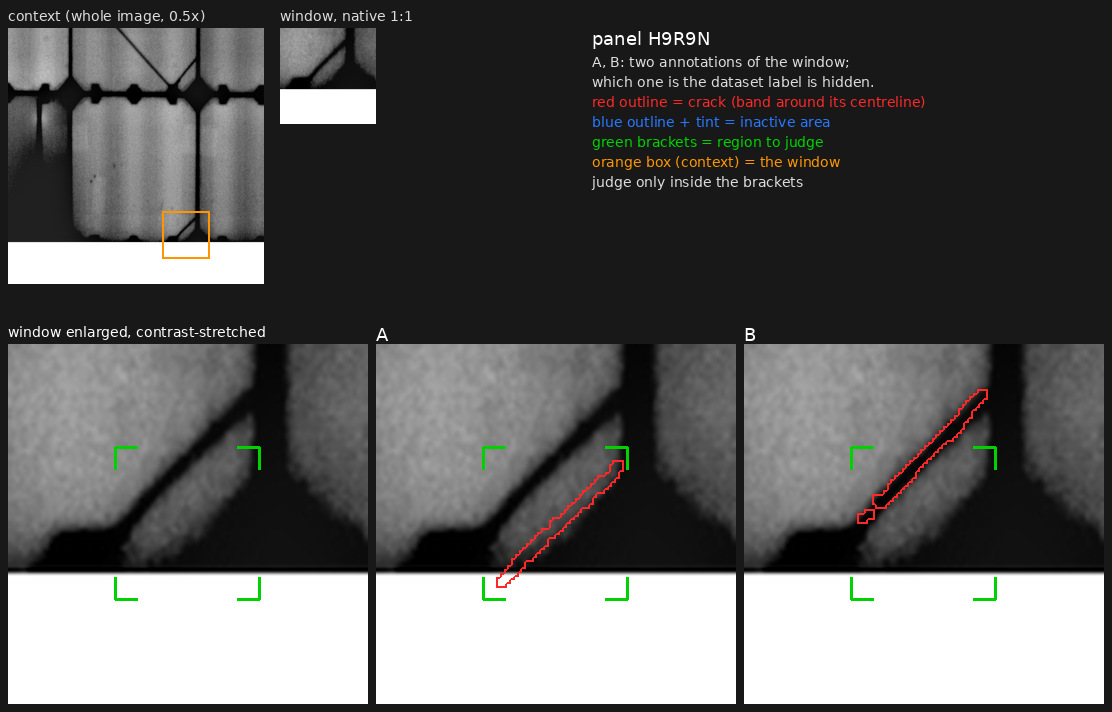 context (whole image, 0.5x)
window, native 1:1
panel H9R9N
A, B: two annotations of the window;
which one is the dataset label is hidden.
red outline = crack (band around its centreline)
blue outline + tint = inactive area
green brackets = region to judge
orange box (context) = the window
judge only inside the brackets
window enlarged, contrast-stretched
A
B